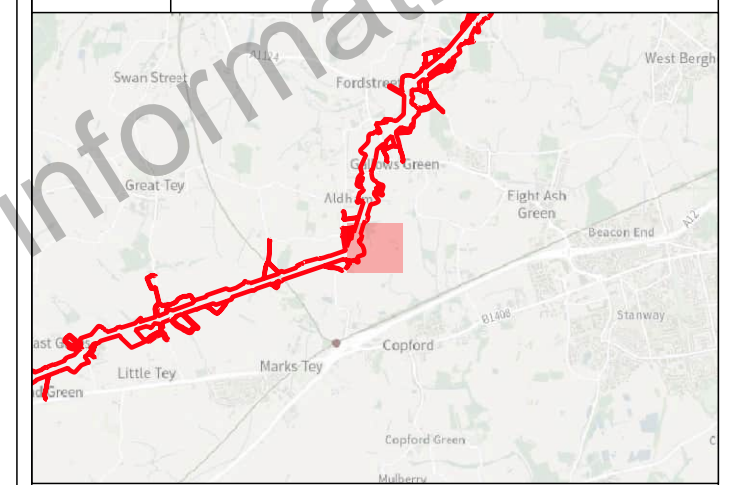 West Bergh
A1124
Swan Street
Fordstreet
Informati
Gallows Green
Great Tey
Aldham
Eight Ash
Green
A12
Beacon End
B1408
Stanway
Copford
Marks Tey
Little Tey
Copford Green
C
Mulberry